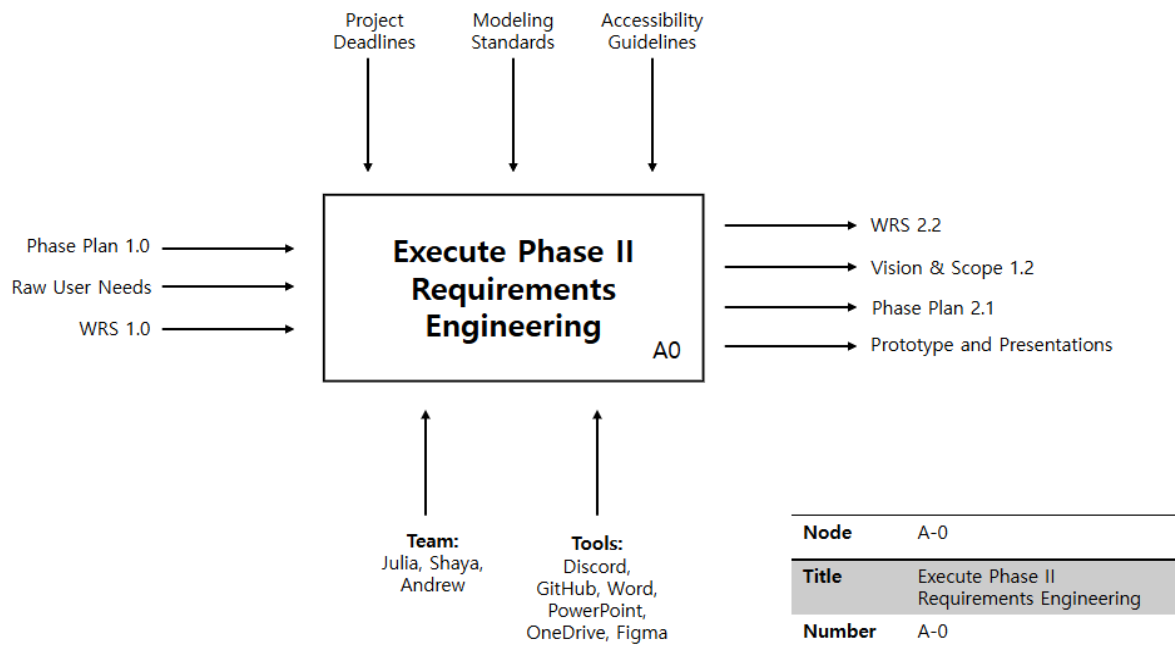 Project
Deadlines
Modeling
Standards
Accessibility
Guidelines
Phase Plan 1.0
Raw User Needs
WRS 1.0
Execute Phase II
Requirements
Engineering
A0
WRS 2.2
Vision & Scope 1.2
Phase Plan 2.1
Prototype and Presentations
Team:
Julia, Shaya,
Andrew
Tools:
Discord,
GitHub, Word,
PowerPoint,
OneDrive, Figma
Node A-0
Title Execute Phase II
Requirements Engineering
Number A-0